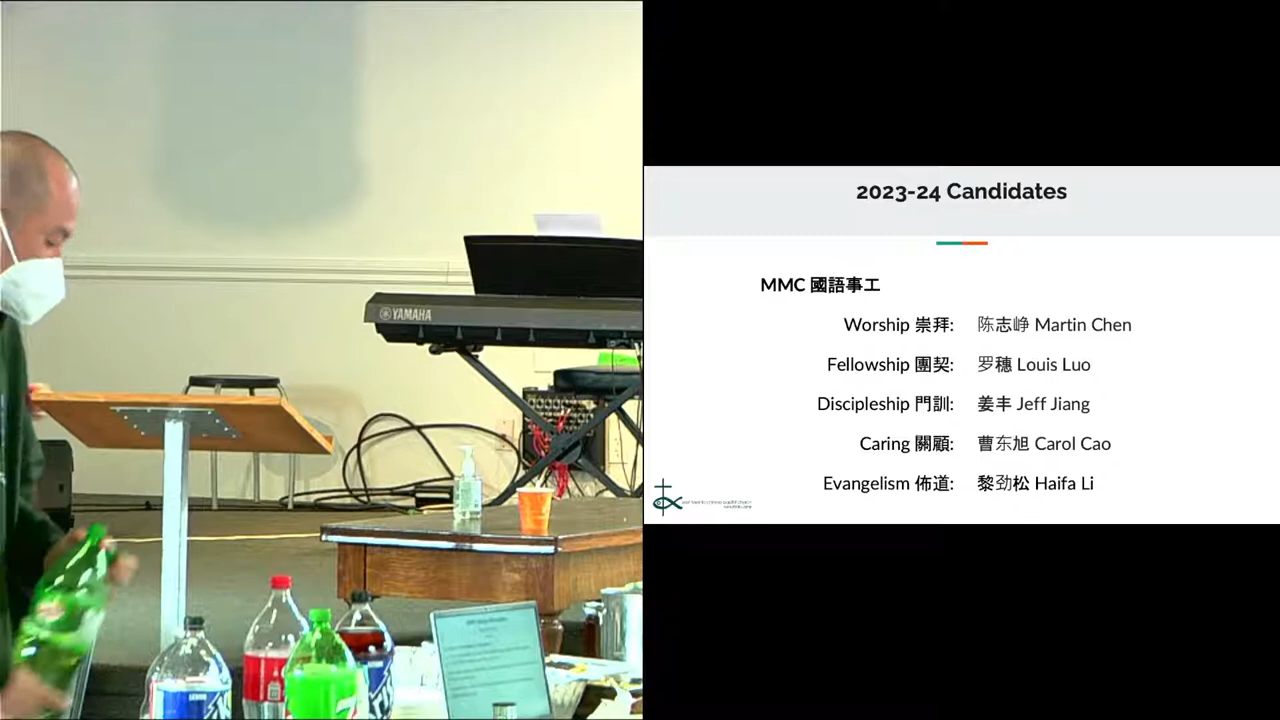 YAMAHA
2023-24 Candidates
MMC 國語事工
Worship 崇拜: 陈志峥 Martin Chen
Fellowship 團契: 罗穗 Louis Luo
Discipleship 門訓: 姜丰 Jeff Jiang
Caring 關顧: 曹东旭 Carol Cao
Evangelism 佈道: 黎劲松 Haifa Li